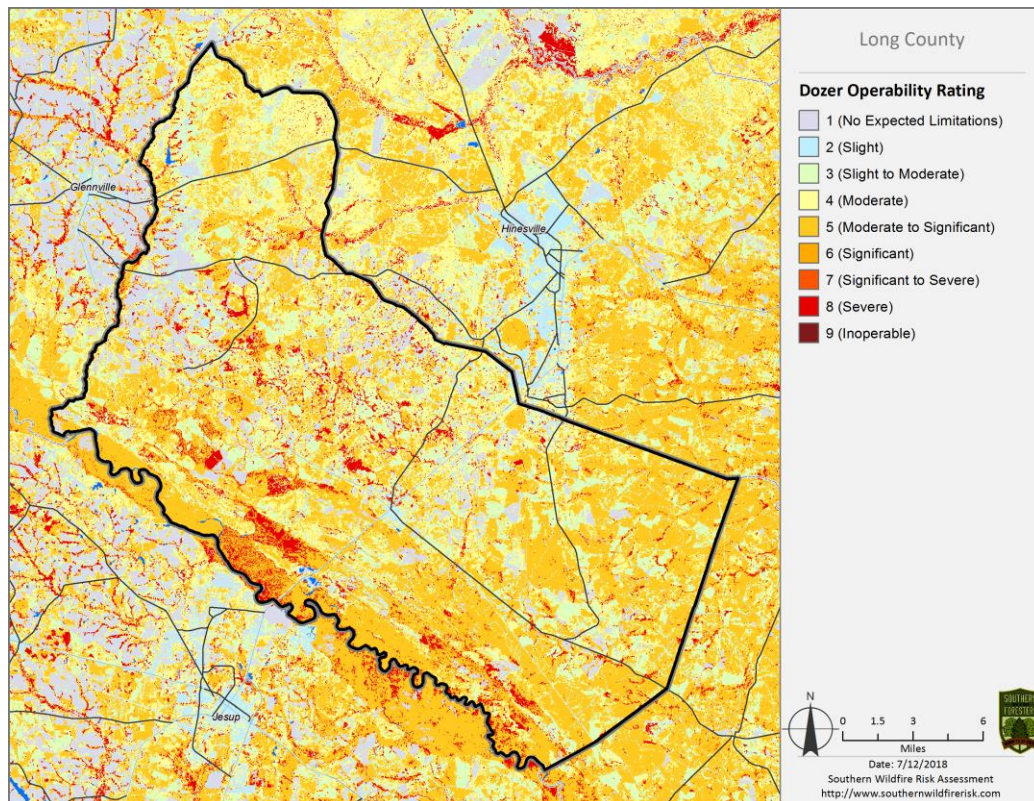 Long County
Dozer Operability Rating
1 (No Expected Limitations)
2 (Slight)
3 (Slight to Moderate)
4 (Moderate)
5 (Moderate to Significant)
6 (Significant)
7 (Significant to Severe)
8 (Severe)
9 (Inoperable)
Glennville
Hinesville
Jesup
N
0 1.5 3 6
Miles
SOUTHERN
FORESTERS
Date: 7/12/2018
Southern Wildfire Risk Assessment
http://www.southernwildfirerisk.com